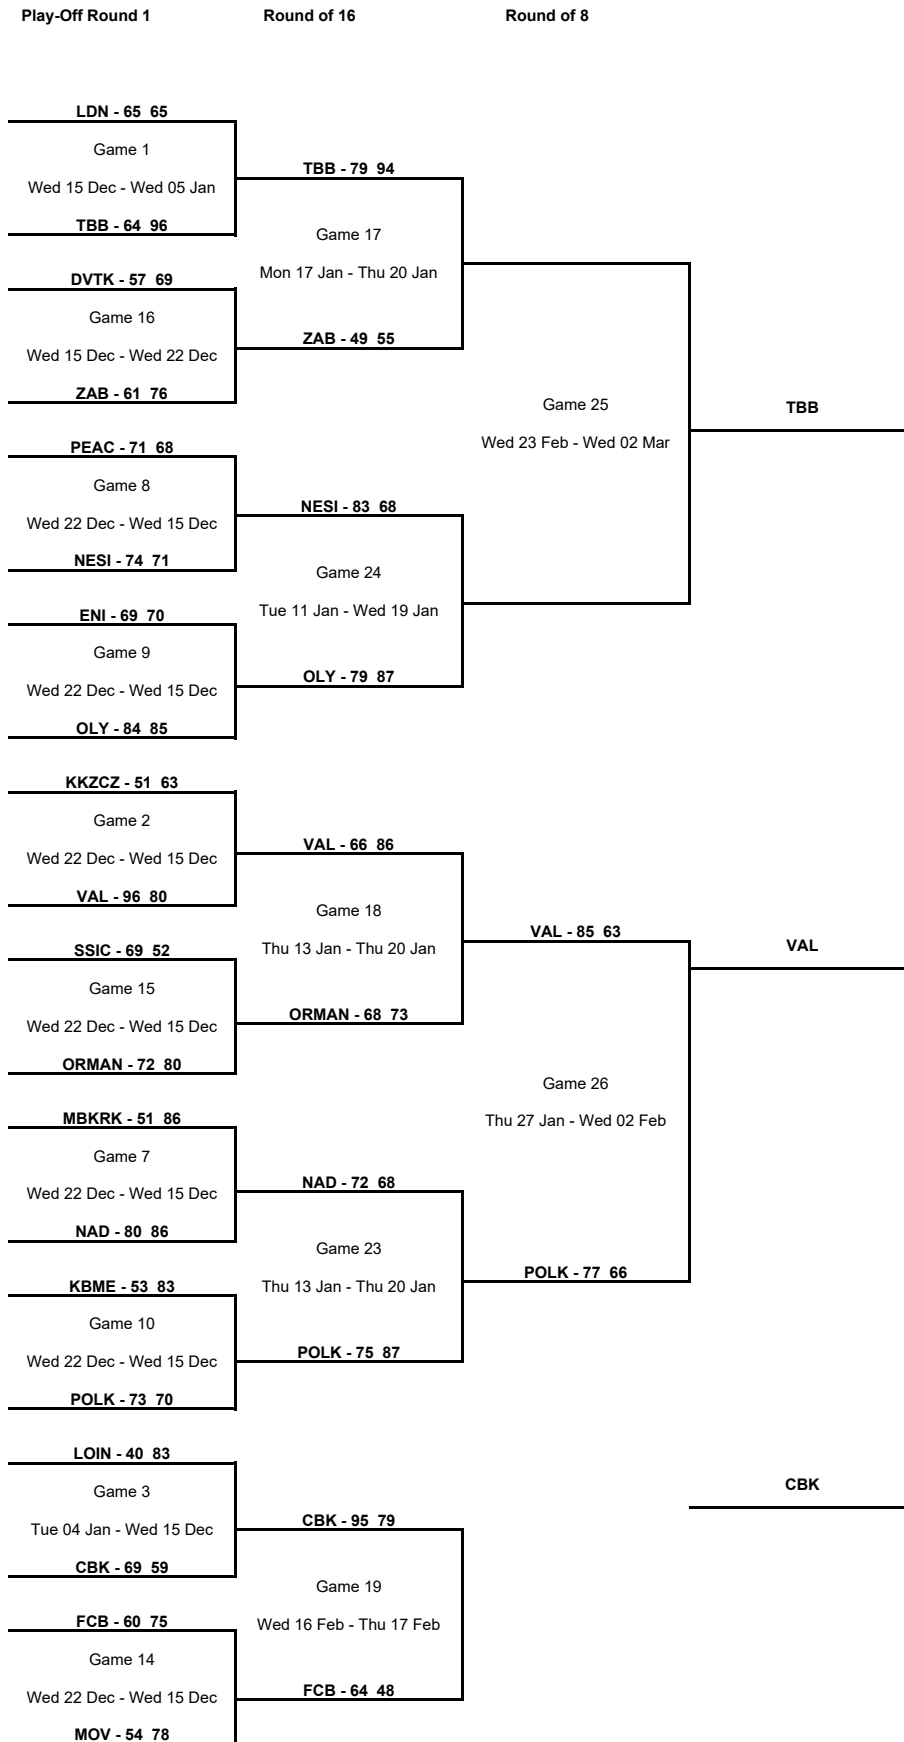 Play-Off Round 1 Round of 16 Round of 8
LDN - 65 65
Game 1
Wed 15 Dec - Wed 05 Jan
TBB - 64 96
DVTK - 57 69
Game 16
Wed 15 Dec - Wed 22 Dec
ZAB - 61 76
PEAC - 71 68
Game 8
Wed 22 Dec - Wed 15 Dec
NESI - 74 71
ENI - 69 70
Game 9
Wed 22 Dec - Wed 15 Dec
OLY - 84 85
KKZCZ - 51 63
Game 2
Wed 22 Dec - Wed 15 Dec
VAL - 96 80
SSIC - 69 52
Game 15
Wed 22 Dec - Wed 15 Dec
ORMAN - 72 80
MBKRK - 51 86
Game 7
Wed 22 Dec - Wed 15 Dec
NAD - 80 86
KBME - 53 83
Game 10
Wed 22 Dec - Wed 15 Dec
POLK - 73 70
LOIN - 40 83
Game 3
Tue 04 Jan - Wed 15 Dec
CBK - 69 59
FCB - 60 75
Game 14
Wed 22 Dec - Wed 15 Dec
MOV - 54 78
TBB - 79 94
Game 17
Mon 17 Jan - Thu 20 Jan
ZAB - 49 55
NESI - 83 68
Game 24
Tue 11 Jan - Wed 19 Jan
OLY - 79 87
VAL - 66 86
Game 18
Thu 13 Jan - Thu 20 Jan
ORMAN - 68 73
NAD - 72 68
Game 23
Thu 13 Jan - Thu 20 Jan
POLK - 75 87
CBK - 95 79
Game 19
Wed 16 Feb - Thu 17 Feb
FCB - 64 48
Game 25
Wed 23 Feb - Wed 02 Mar
VAL - 85 63
Game 26
Thu 27 Jan - Wed 02 Feb
POLK - 77 66
TBB
VAL
CBK